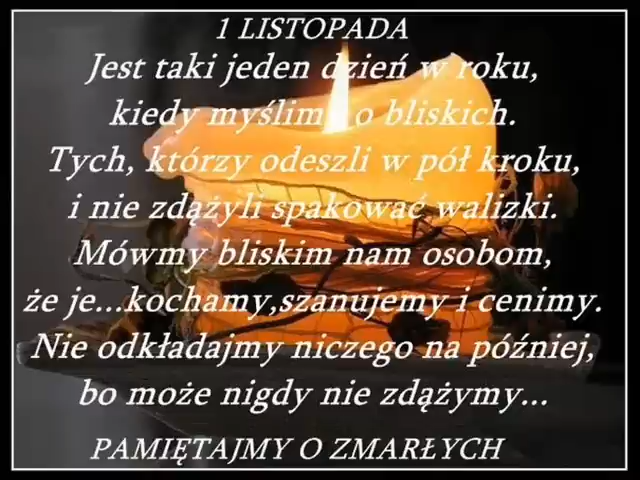 1 LISTOPADA
Jest taki jeden dzień w roku,
kiedy myślimy o bliskich.
Tych, którzy odeszli w pół kroku,
i nie zdążyli spakować walizki.
Mówmy bliskim nam osobom,
że je...kochamy,szanujemy i cenimy.
Nie odkładajmy niczego na później,
bo może nigdy nie zdążymy...
PAMIĘTAJMY O ZMARŁYCH